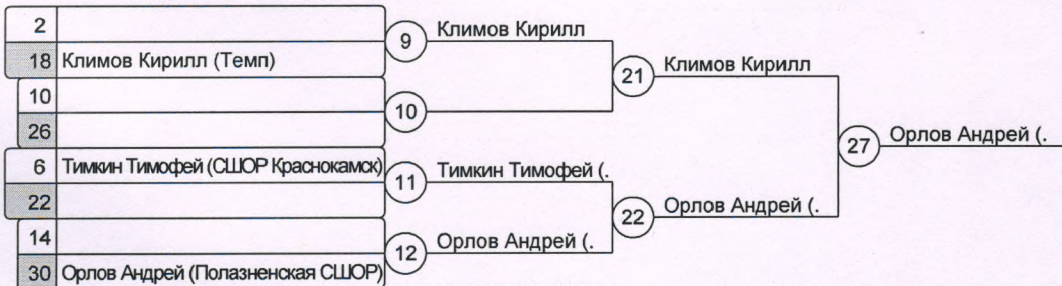 2
9 Климов Кирилл
18 Климов Кирилл (Темп)
21 Климов Кирилл
10
10
26
27 Орлов Андрей (.
6 Тимкин Тимофей (СШОР Краснокамск)
11 Тимкин Тимофей (.
22
22 Орлов Андрей (.
14
12 Орлов Андрей (.
30 Орлов Андрей (Полазненская СШОР)